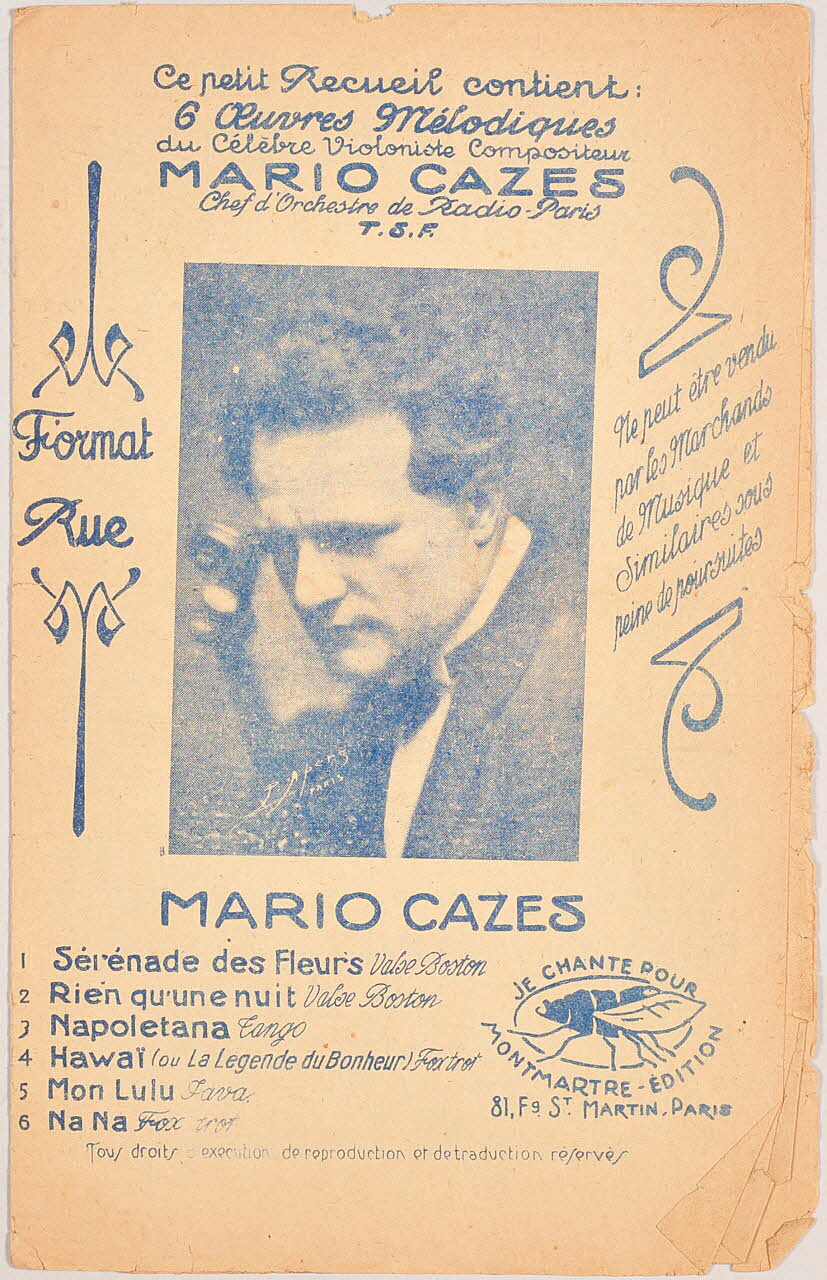 Ce petit Recueil contient:
6 Œuvres Mélodiques
du Célèbre Violoniste Compositeur
MARIO CAZES
Chef d'Orchestre de Radio-Paris
T.S.F.
Format
Rue
Ne peut être vendu
par les Marchands
de Musique et
Similaires sous
peine de poursuites
PARIS
MARIO CAZES
1 Sérénade des Fleurs Valse Boston
2 Rien qu'une nuit Valse Boston
3 Napoletana Tango
4 Hawaï (ou La Légende du Bonheur) Fox trot
5 Mon Lulu Java.
6 Na Na Fox trot
JE CHANTE POUR
MONTMARTRE-ÉDITION
81, Fg ST MARTIN. PARIS
Tous droits d'execution de reproduction et de traduction réservés